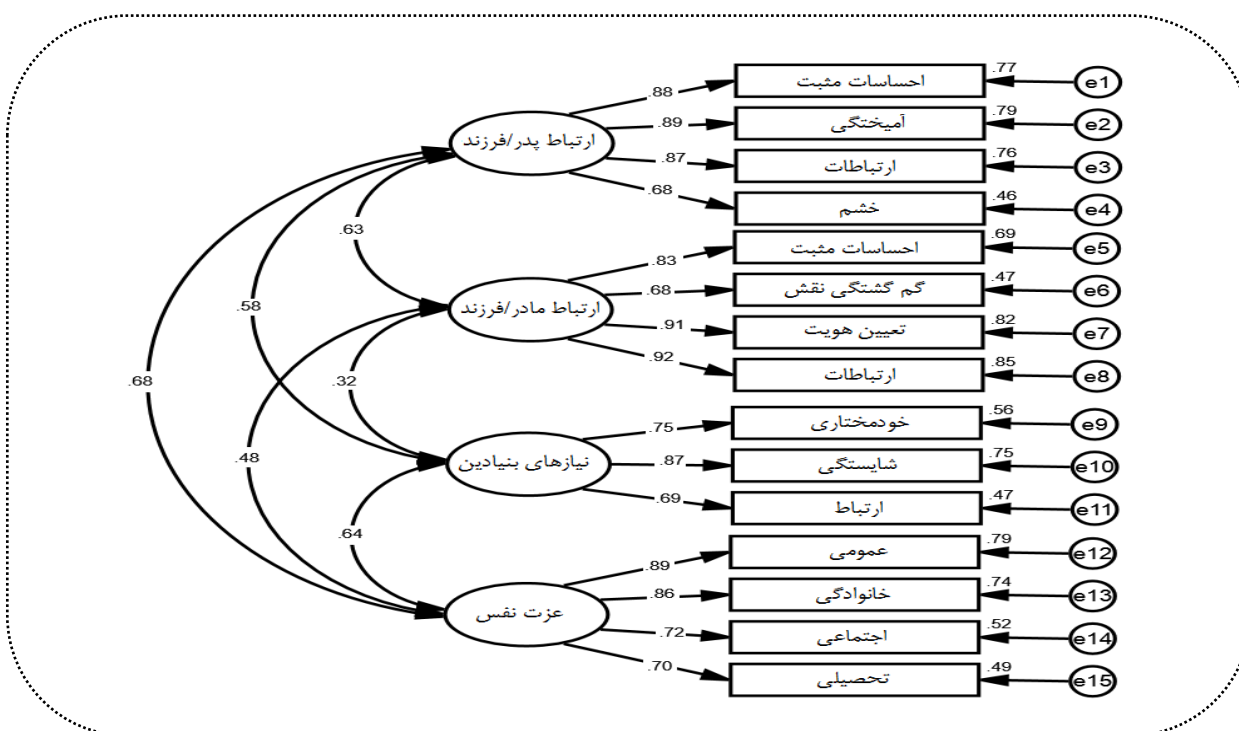 احساسات مثبت
.77
e1
.88
آمیختگی
.79
e2
.89
ارتباط پدر/فرزند
ارتباطات
.76
e3
.87
خشم
.46
e4
.68
.63
احساسات مثبت
.69
e5
.83
گم گشتگی نقش
.47
e6
.68
ارتباط مادر/فرزند
.58
تعیین هویت
.82
e7
.91
ارتباطات
.85
e8
.92
.68
.32
خودمختاری
.56
e9
.75
.48
نیازهای بنیادین
شایستگی
.75
e10
.87
ارتباط
.47
e11
.69
.64
عمومی
.79
e12
.89
خانوادگی
.74
e13
.86
عزت نفس
اجتماعی
.52
e14
.72
تحصیلی
.49
e15
.70